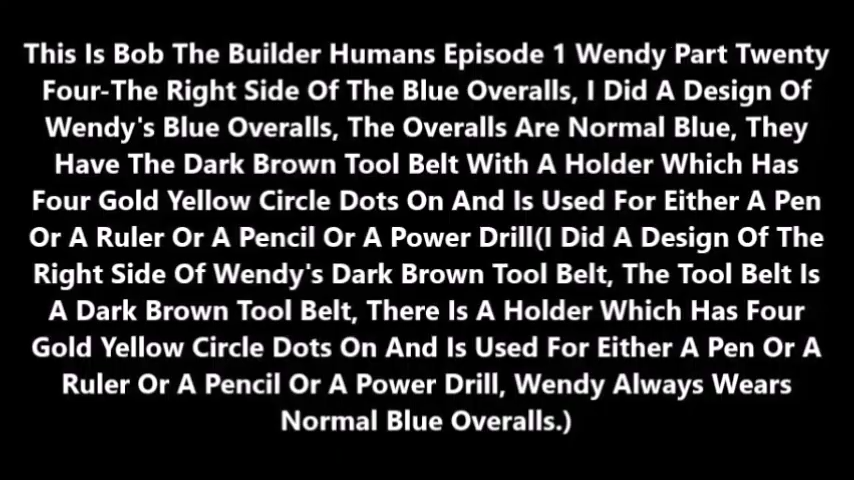 This Is Bob The Builder Humans Episode 1 Wendy Part Twenty
Four-The Right Side Of The Blue Overalls, I Did A Design Of
Wendy's Blue Overalls, The Overalls Are Normal Blue, They
Have The Dark Brown Tool Belt With A Holder Which Has
Four Gold Yellow Circle Dots On And Is Used For Either A Pen
Or A Ruler Or A Pencil Or A Power Drill(I Did A Design Of The
Right Side Of Wendy's Dark Brown Tool Belt, The Tool Belt Is
A Dark Brown Tool Belt, There Is A Holder Which Has Four
Gold Yellow Circle Dots On And Is Used For Either A Pen Or A
Ruler Or A Pencil Or A Power Drill, Wendy Always Wears
Normal Blue Overalls.)